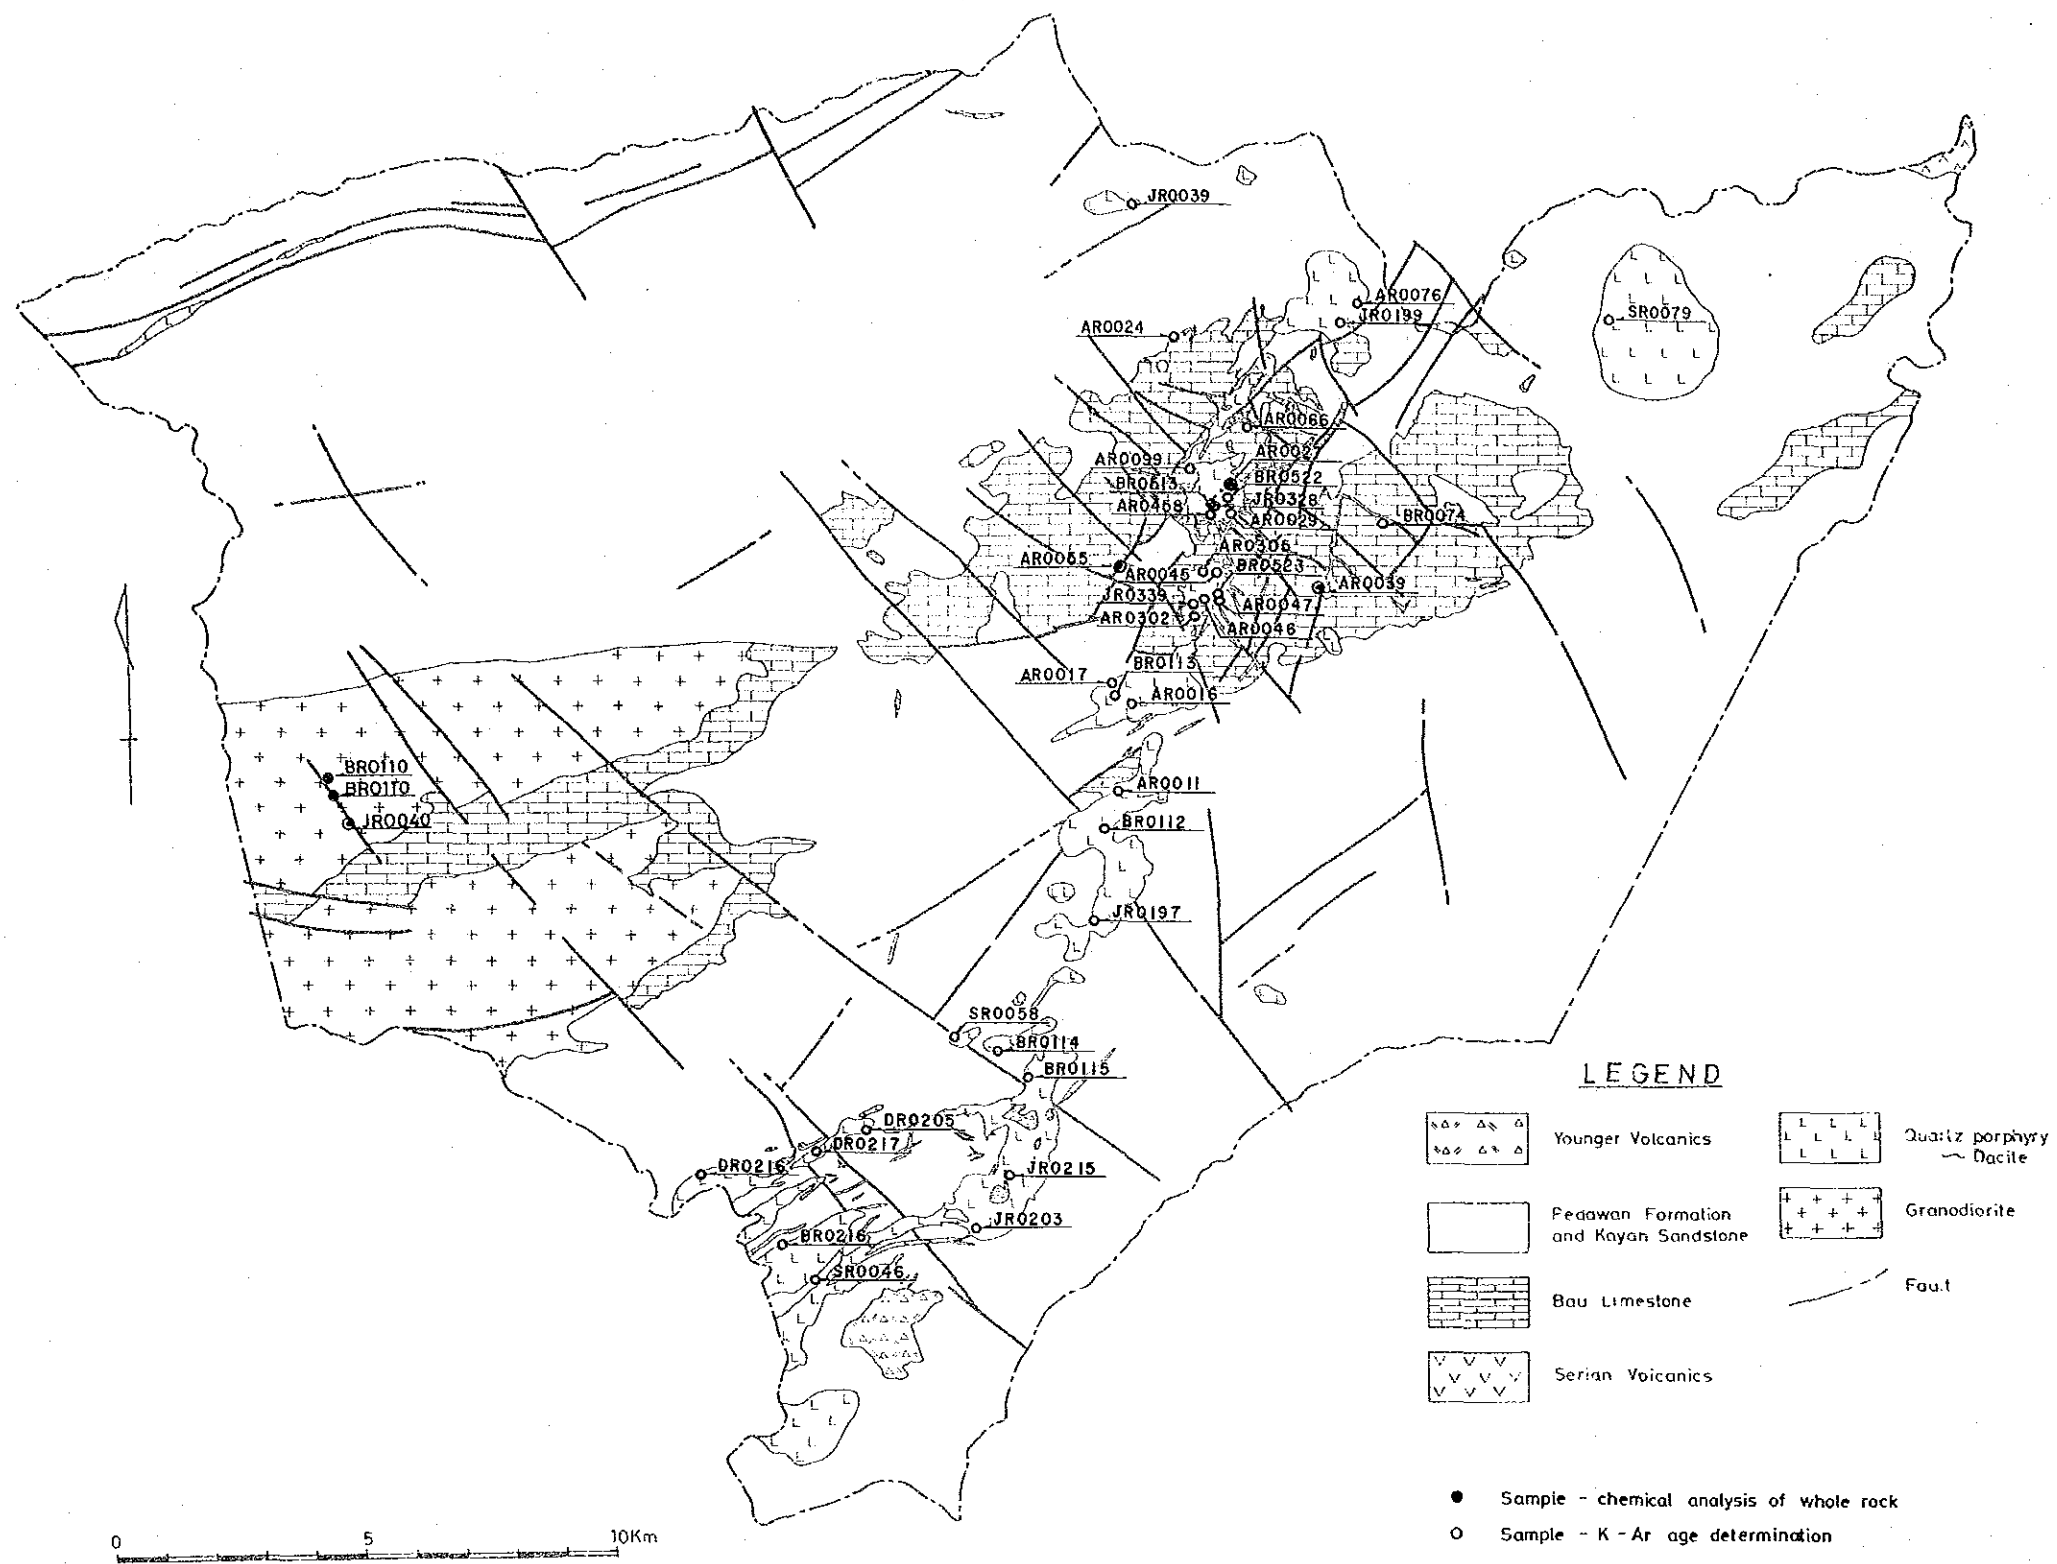 JR0039
AR0076
JR0199
SR0079
AR0024
AR0066
AR0027
AR0099
BR0522
BR0613
JR0328
AR0468
AR0029
BR0074
AR0306
AR0065
BR0523
AR0045
AR0039
JR0339
AR0047
AR0302
AR0046
BR0113
AR0017
AR0016
BR0110
BR0110
JR0040
AR0011
BR0112
JR0197
SR0058
BR0114
BR0115
DR0205
DR0217
DR0216
JR0215
JR0203
BR0216
SR0046
LEGEND
Younger Volcanics
Quartz porphyry
~ Dacite
Pedawan Formation
and Kayan Sandstone
Granodiorite
Bau Limestone
Fault
Serian Volcanics
● Sample - chemical analysis of whole rock
○ Sample - K - Ar age determination
0 5 10Km